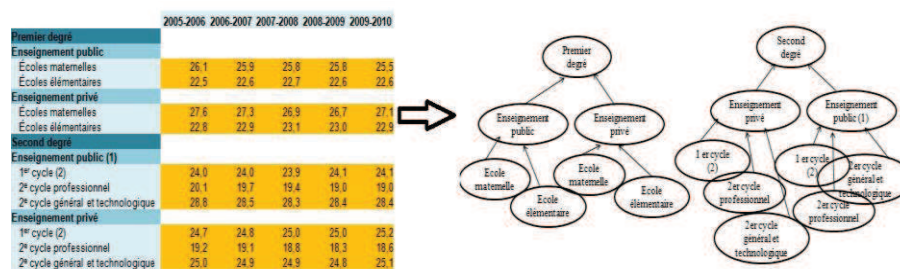 2005-2006 2006-2007 2007-2008 2008-2009 2009-2010
Premier degré
Enseignement public
Écoles maternelles 26,1 25,9 25,8 25,8 25,5
Écoles élémentaires 22,5 22,6 22,7 22,6 22,6
Enseignement privé
Écoles maternelles 27,6 27,3 26,9 26,7 27,1
Écoles élémentaires 22,8 22,9 23,1 23,0 22,9
Second degré
Enseignement public (1)
1er cycle (2) 24,0 24,0 23,9 24,1 24,1
2e cycle professionnel 20,1 19,7 19,4 19,0 19,0
2e cycle général et technologique 28,8 28,5 28,3 28,4 28,4
Enseignement privé
1er cycle (2) 24,7 24,8 25,0 25,0 25,2
2e cycle professionnel 19,2 19,1 18,8 18,3 18,6
2e cycle général et technologique 25,0 24,9 24,9 24,8 25,1
Premier
degré
Enseignement
public
Enseignement
privé
Ecole
maternelle
Ecole
élémentaire
Ecole
maternelle
Ecole
élémentaire
Second
degré
Enseignement
privé
Enseignement
public (1)
1 er cycle
(2)
2er cycle
professionnel
2er cycle
général et
technologique
1 er cycle
(2)
2er cycle
professionnel
2er cycle
général et
technologique